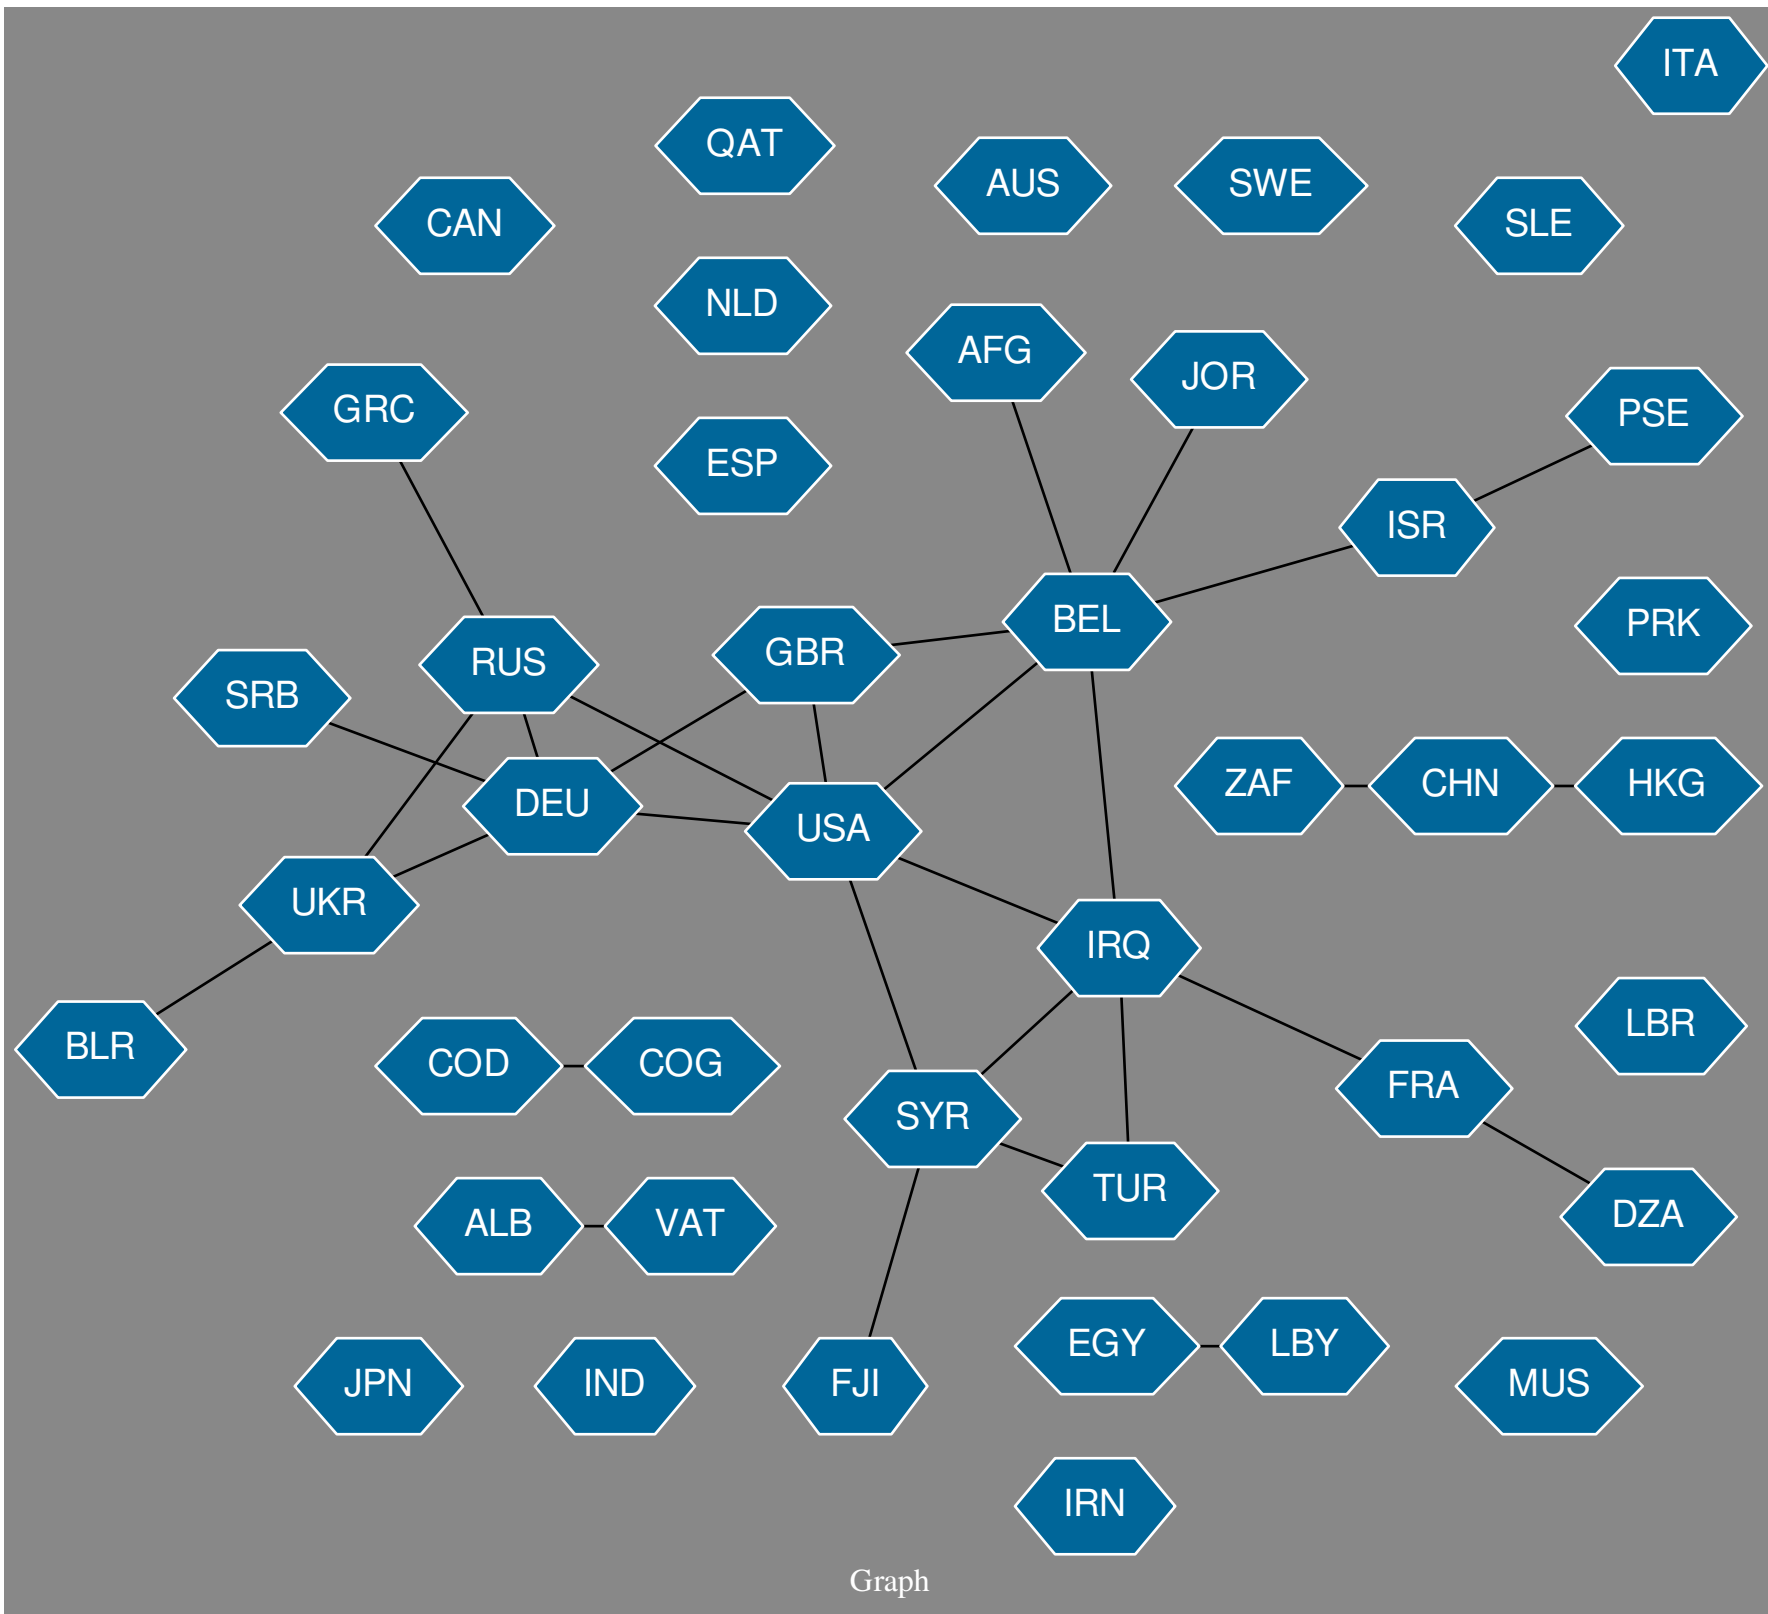 ITA
QAT
AUS
SWE
CAN
SLE
NLD
AFG
JOR
GRC
PSE
ESP
ISR
BEL
PRK
GBR
RUS
SRB
ZAF
CHN
HKG
DEU
USA
UKR
IRQ
LBR
BLR
COD
COG
FRA
SYR
TUR
DZA
ALB
VAT
EGY
LBY
JPN
IND
FJI
MUS
IRN
Graph